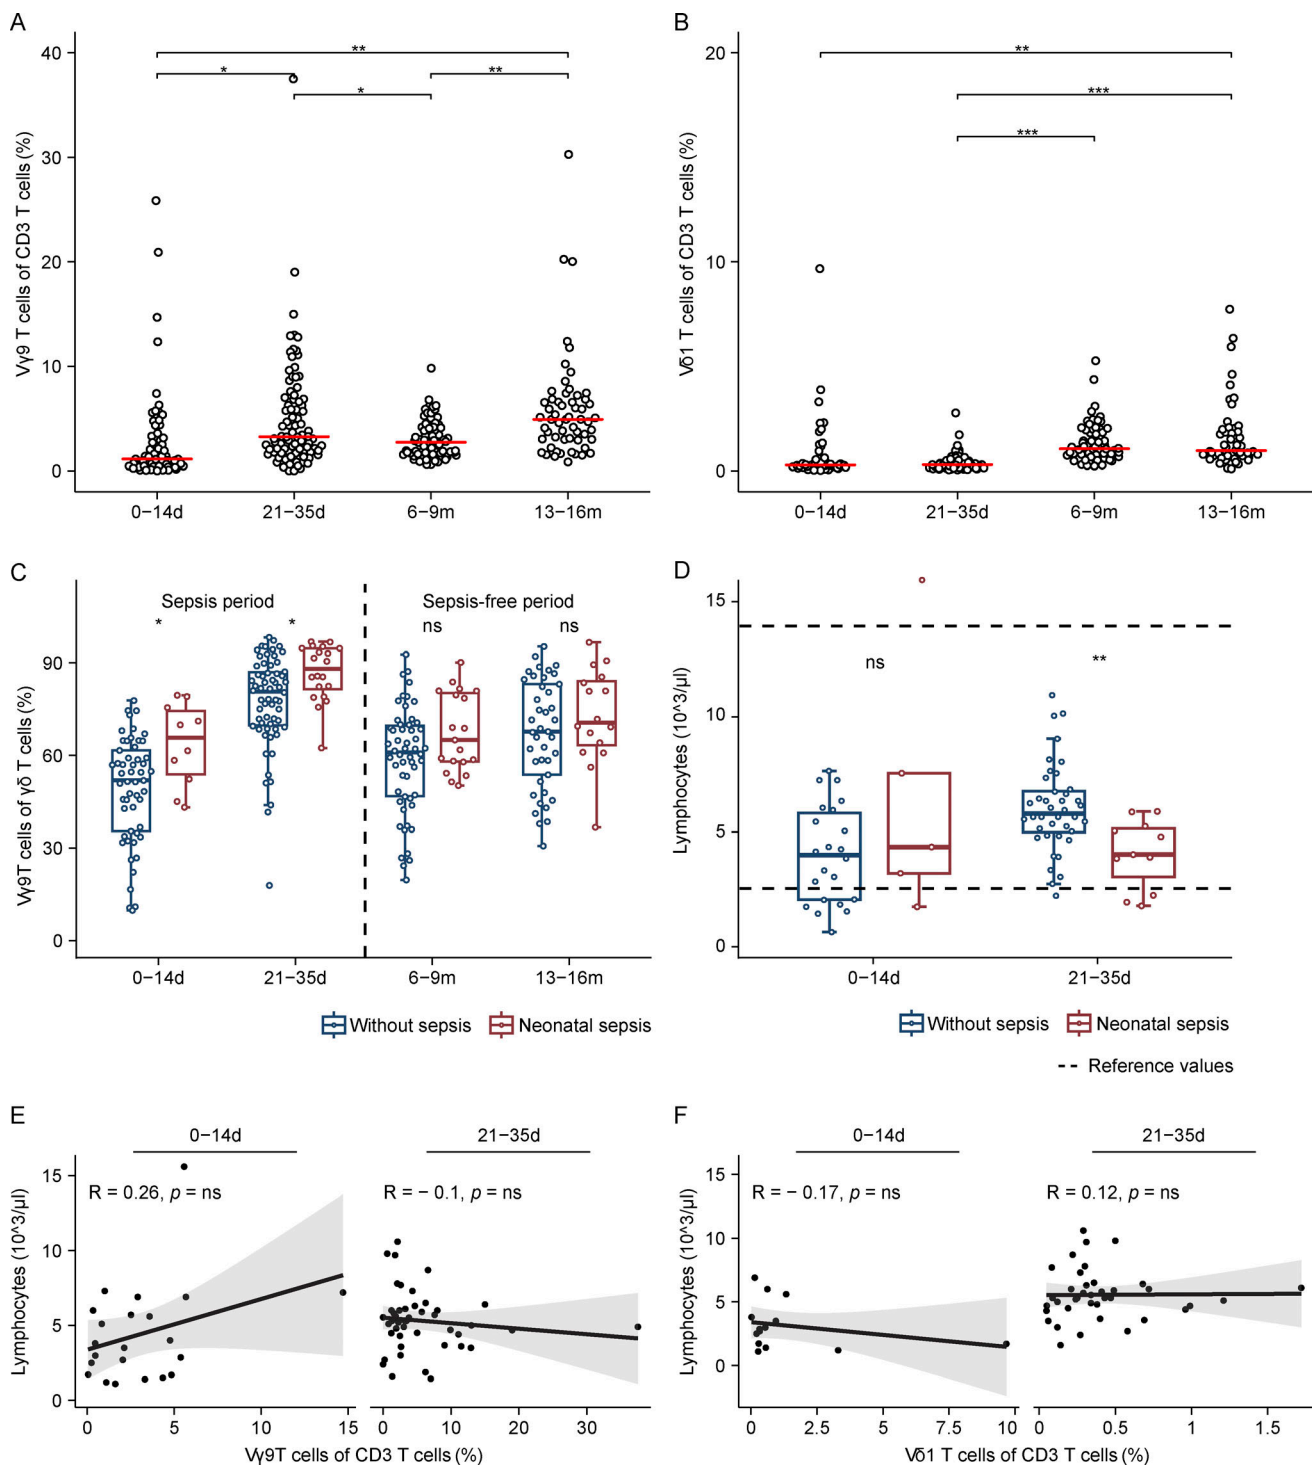 A
Vγ9 T cells of CD3 T cells (%)
40
30
20
10
0
**
* **
*
0−14d 21−35d 6−9m 13−16m
B
Vδ1 T cells of CD3 T cells (%)
20
10
0
**
***
***
0−14d 21−35d 6−9m 13−16m
C
Vγ9T cells of γδ T cells (%)
90
60
30
0
Sepsis period Sepsis-free period
* * ns ns
0−14d 21−35d 6−9m 13−16m
Without sepsis Neonatal sepsis
D
Lymphocytes (10^3/μl)
15
10
5
0
ns **
0−14d 21−35d
Without sepsis Neonatal sepsis
Reference values
E
0−14d 21−35d
Lymphocytes (10^3/μl)
15
10
5
0
R = 0.26, p = ns R = − 0.1, p = ns
0 5 10 15 0 10 20 30
Vγ9T cells of CD3 T cells (%)
F
0−14d 21−35d
Lymphocytes (10^3/μl)
15
10
5
0
R = − 0.17, p = ns R = 0.12, p = ns
0 2.5 5 7.5 10 0 0.5 1 1.5
Vδ1 T cells of CD3 T cells (%)